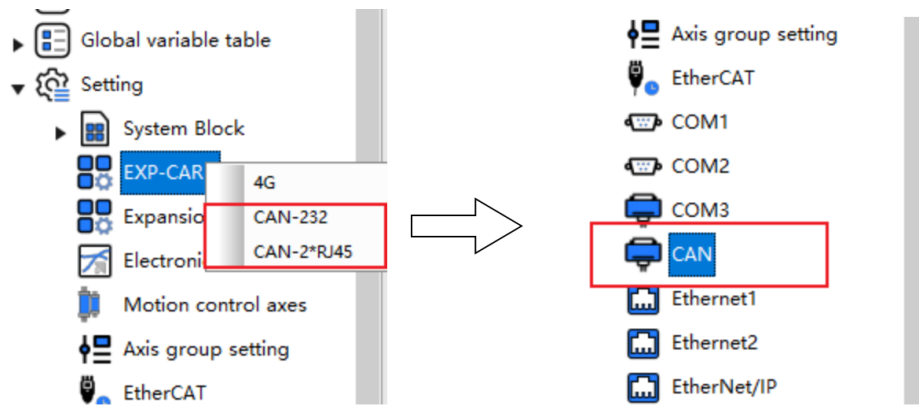 Global variable table
Setting
System Block
EXP-CAR
4G
CAN-232
CAN-2*RJ45
Expansio
Electroni
Motion control axes
Axis group setting
EtherCAT
Axis group setting
EtherCAT
COM1
COM2
COM3
CAN
Ethernet1
Ethernet2
EtherNet/IP